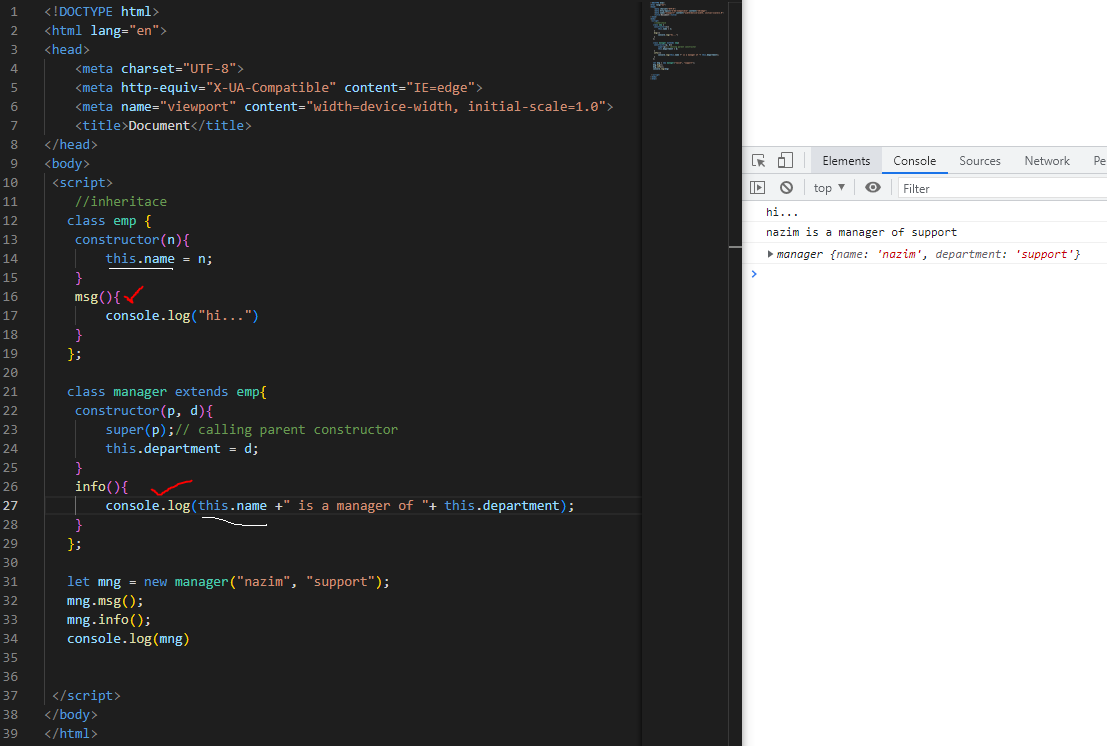 1 <!DOCTYPE html>
2 <html lang="en">
3 <head>
4 <meta charset="UTF-8">
5 <meta http-equiv="X-UA-Compatible" content="IE=edge">
6 <meta name="viewport" content="width=device-width, initial-scale=1.0">
7 <title>Document</title>
8 </head>
9 <body>
10 <script>
11 //inheritace
12 class emp {
13 constructor(n){
14 this.name = n;
15 }
16 msg(){
17 console.log("hi...")
18 }
19 };
20
21 class manager extends emp{
22 constructor(p, d){
23 super(p);// calling parent constructor
24 this.department = d;
25 }
26 info(){
27 console.log(this.name +" is a manager of "+ this.department);
28 }
29 };
30
31 let mng = new manager("nazim", "support");
32 mng.msg();
33 mng.info();
34 console.log(mng)
35
36
37 </script>
38 </body>
39 </html>
Elements Console Sources Network Pe
top ▼ Filter
hi...
nazim is a manager of support
manager {name: 'nazim', department: 'support'}